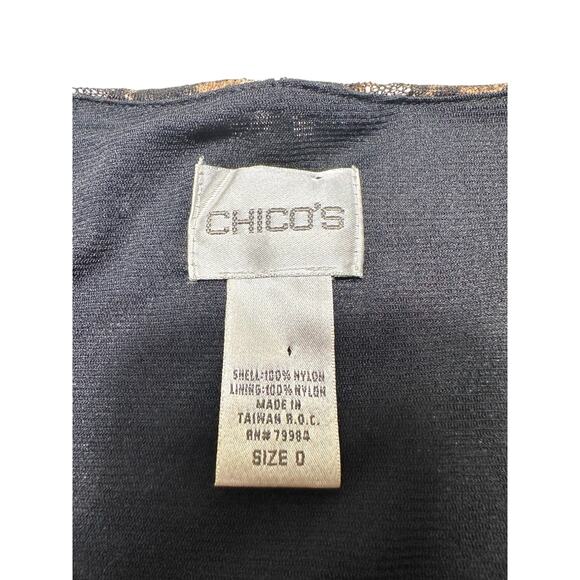 CHICO'S
SHELL:100% NYLON
LINING:100% NYLON
MADE IN
TAIWAN R.O.C.
RN# 79984
SIZE 0